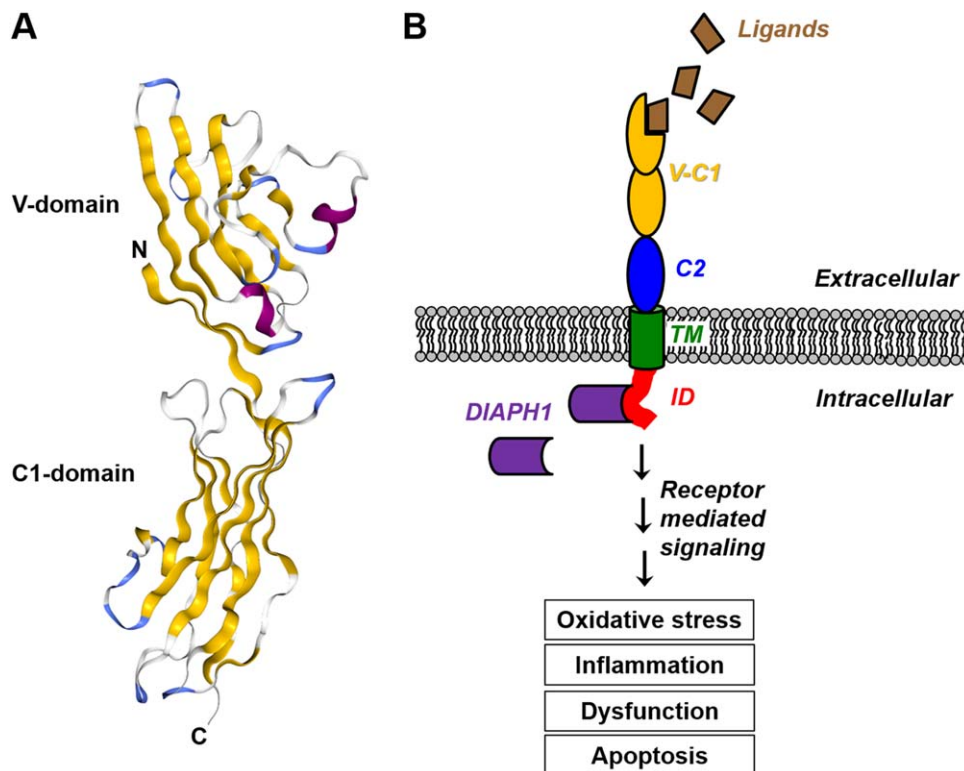 A
V-domain
N
C1-domain
C
B
Ligands
V-C1
C2
Extracellular
TM
Intracellular
ID
DIAPH1
Receptor
mediated
signaling
Oxidative stress
Inflammation
Dysfunction
Apoptosis